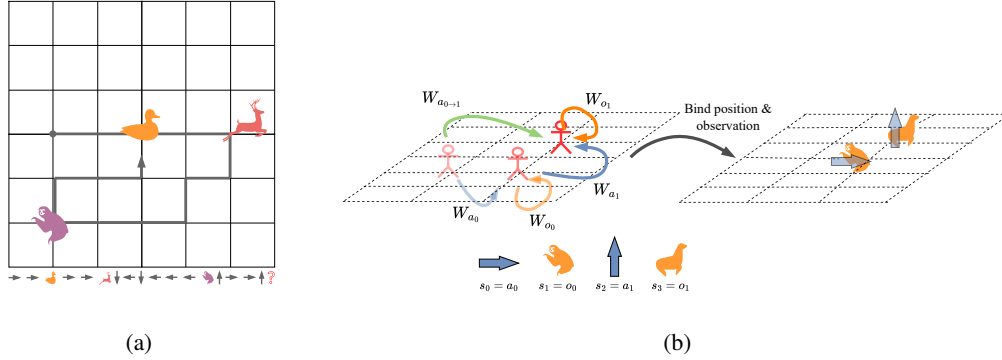 ?
W_{a_{0→1}}
W_{o_1}
W_{a_0}
W_{o_0}
W_{a_1}
Bind position &
observation
s_0 = a_0
s_1 = o_0
s_2 = a_1
s_3 = o_1
(a)
(b)